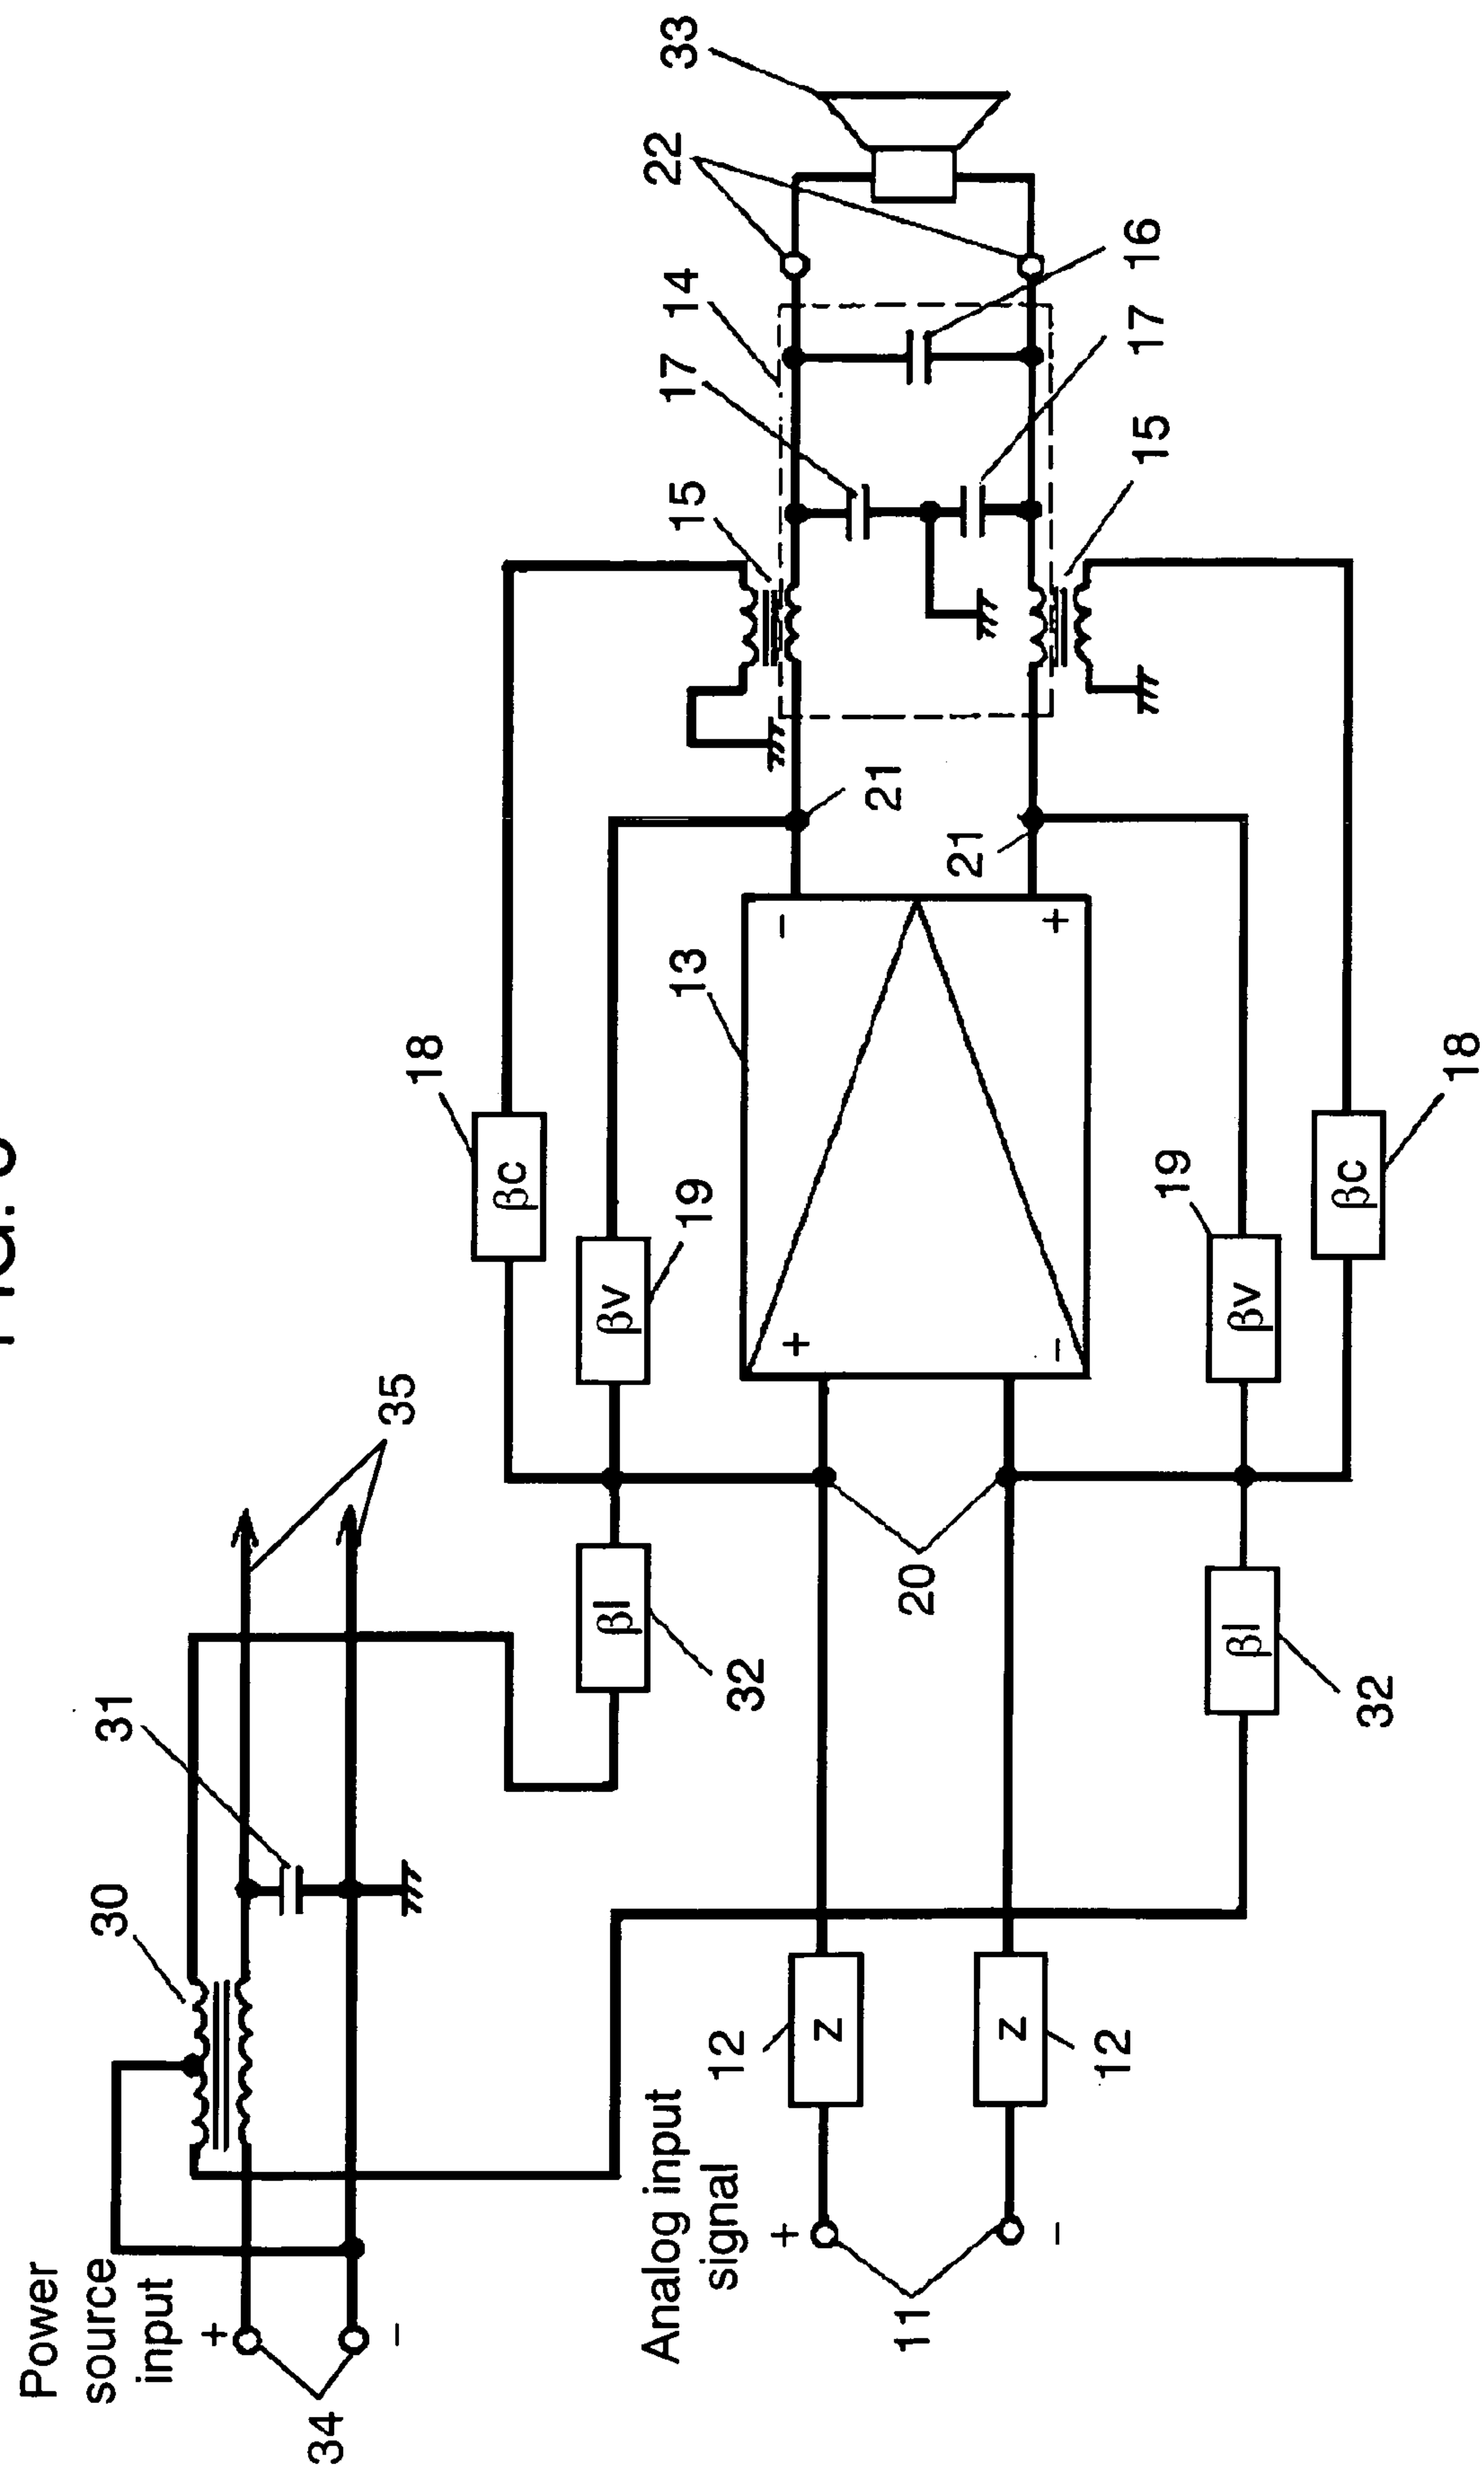 FIG.
Power
source
input
30
31
+
34
−
35
18
βc
βI
βv
19
Analog input
signal
12
32
13
15
17
14
22
33
+
z
+
−
21
11
20
z
21
−
12
−
+
17
16
15
19
βI
βv
32
βc
18